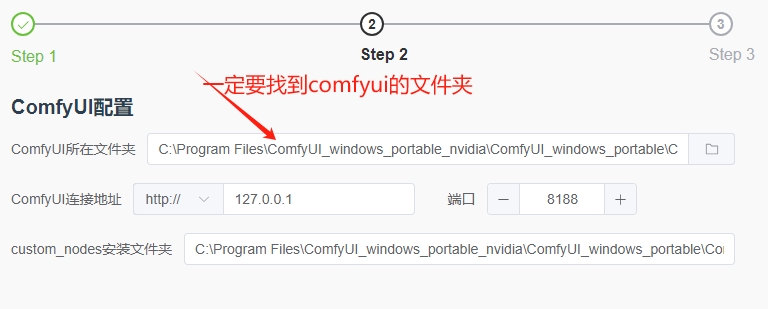 2
3
Step 1
Step 2
Step 3
一定要找到comfyui的文件夹
ComfyUI配置
ComfyUI所在文件夹 C:\Program Files\ComfyUI_windows_portable_nvidia\ComfyUI_windows_portable\C
ComfyUI连接地址 http:// 127.0.0.1 端口 8188
custom_nodes安装文件夹 C:\Program Files\ComfyUI_windows_portable_nvidia\ComfyUI_windows_portable\Co